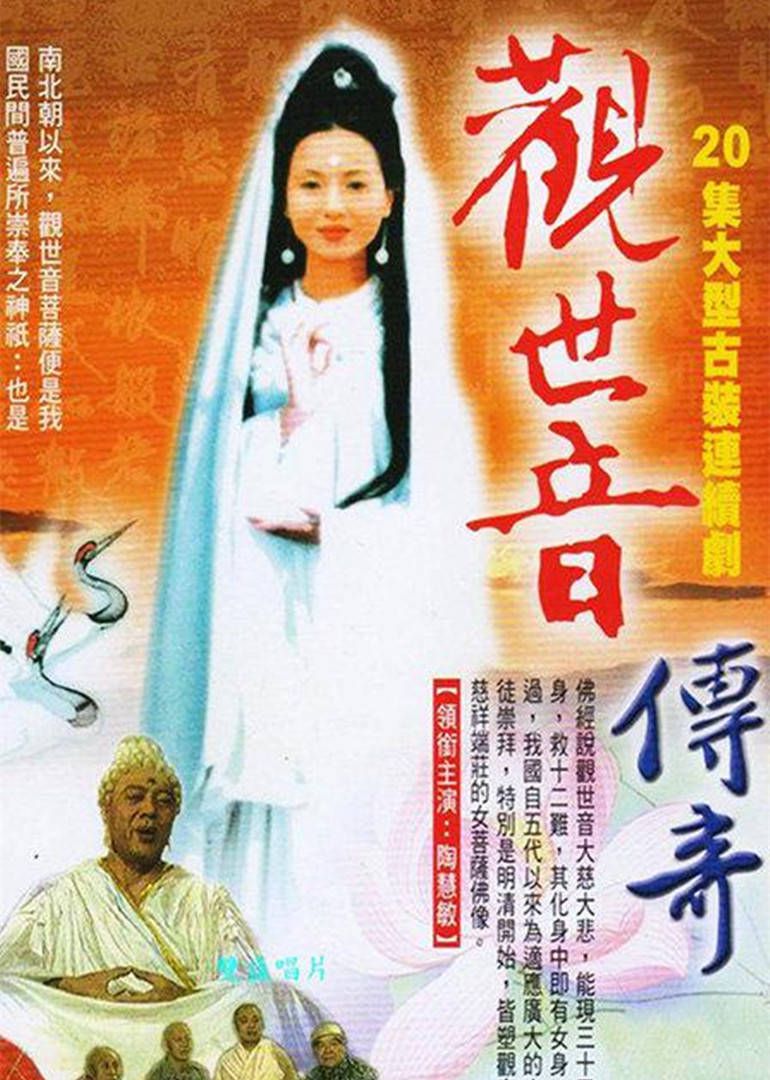 觀世音
傳奇
20集大型古裝連續劇
南北朝以來，觀世音菩薩便是我
國民間普遍所崇奉之神祇：也是
佛經說觀世音大慈大悲，能現三十
身，救十二難，其化身中即有女身
過，我國自五代以來為適應廣大的
徒崇拜，特別是明清開始，皆塑觀
慈祥端莊的女菩薩佛像。
【領銜主演：陶慧敏】
唱片